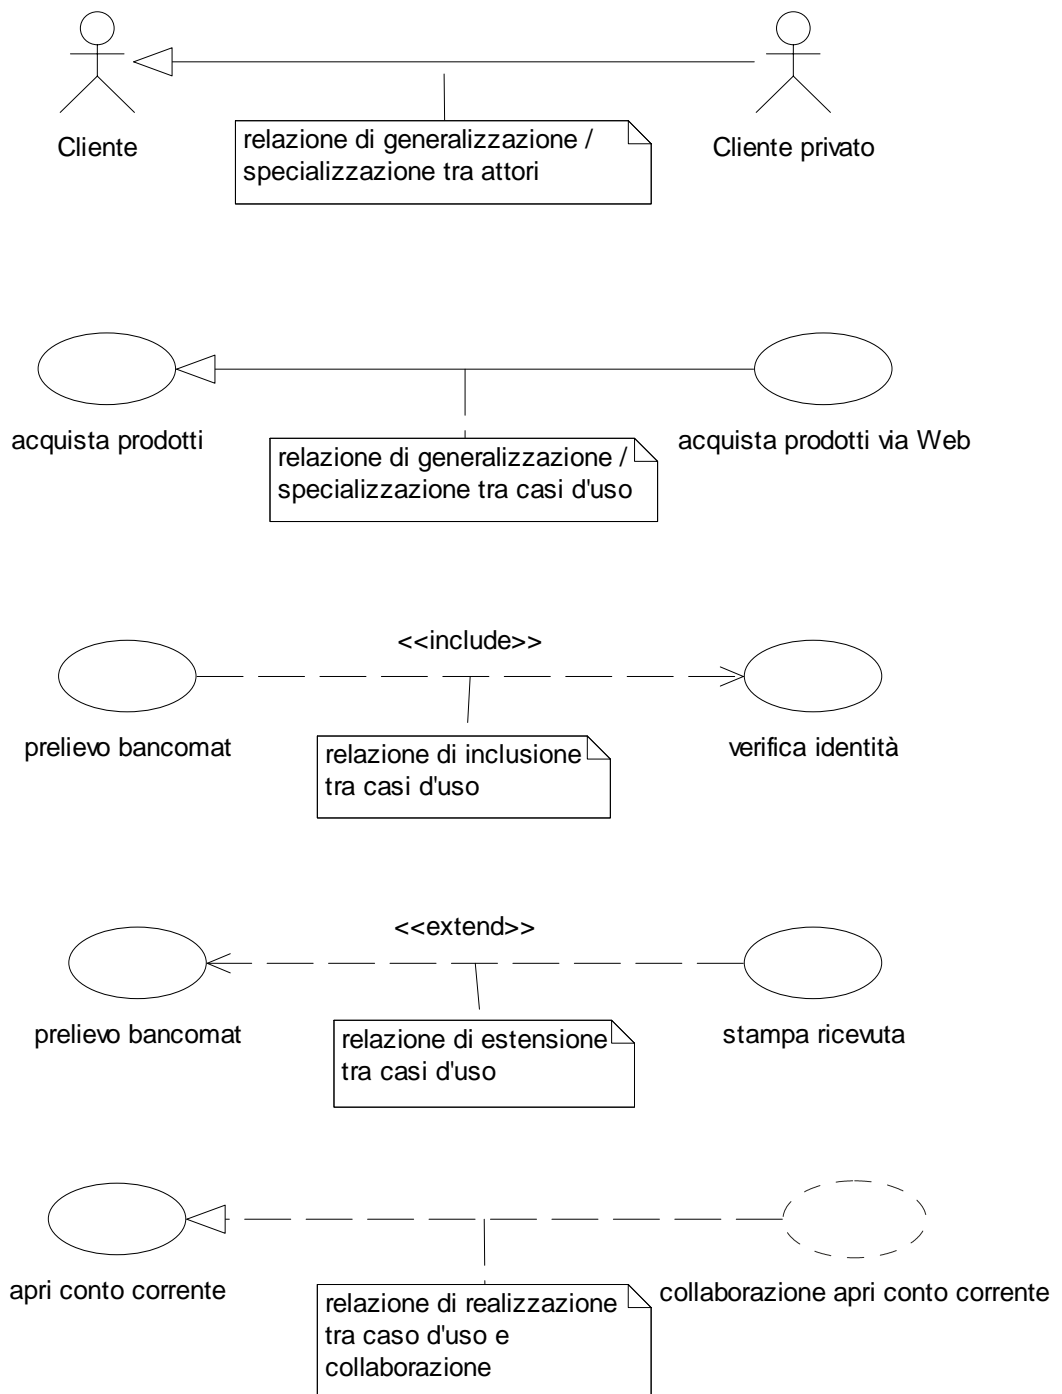 Cliente
Cliente privato
relazione di generalizzazione /
specializzazione tra attori
acquista prodotti
acquista prodotti via Web
relazione di generalizzazione /
specializzazione tra casi d'uso
<<include>>
prelievo bancomat
verifica identità
relazione di inclusione
tra casi d'uso
<<extend>>
prelievo bancomat
stampa ricevuta
relazione di estensione
tra casi d'uso
apri conto corrente
collaborazione apri conto corrente
relazione di realizzazione
tra caso d'uso e
collaborazione